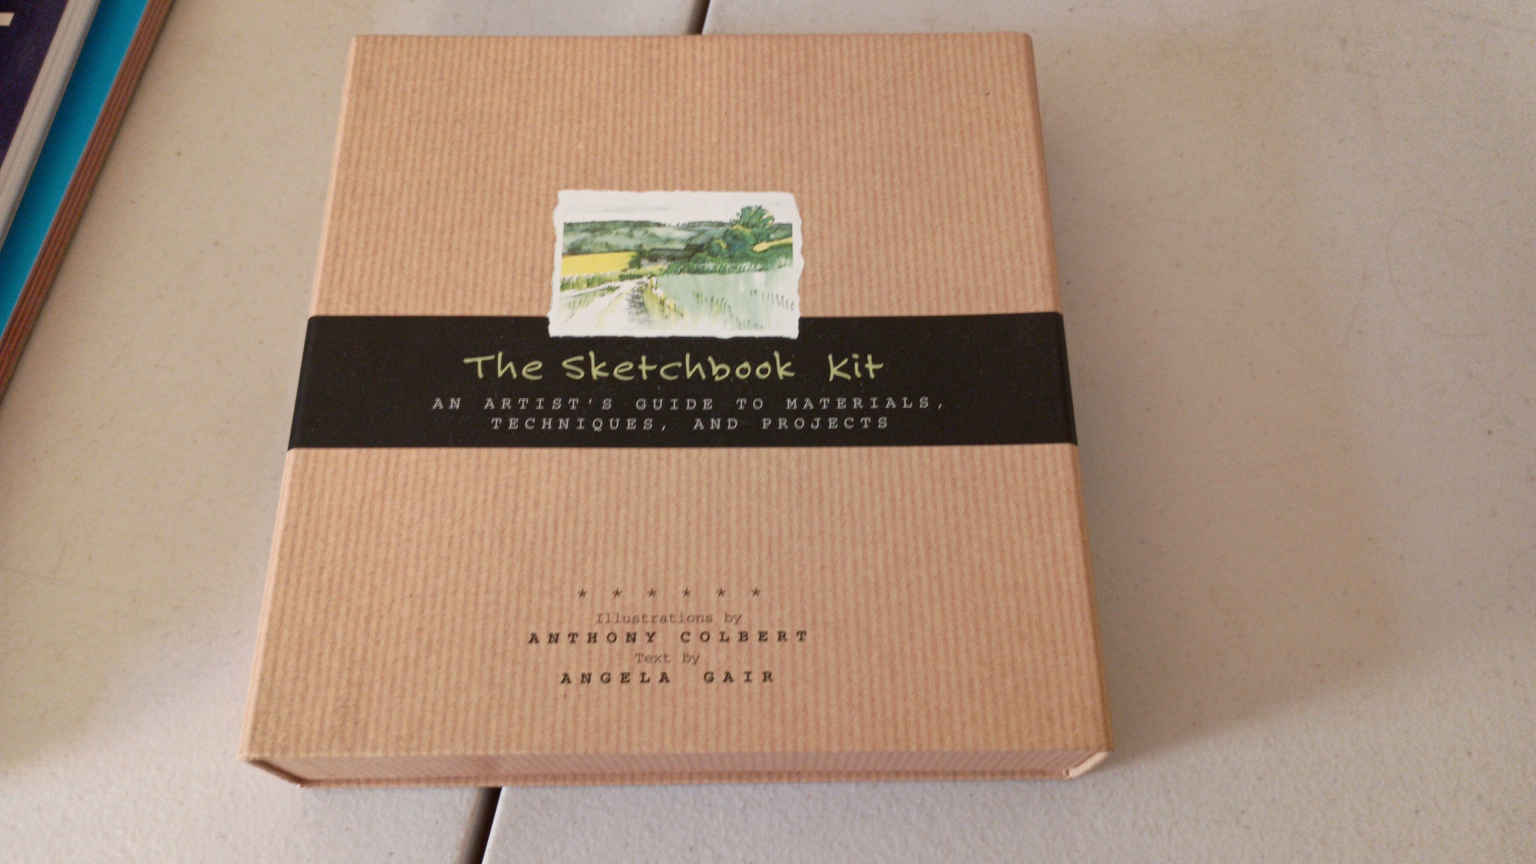 The Sketchbook Kit
AN ARTIST'S GUIDE TO MATERIALS,
TECHNIQUES, AND PROJECTS
* * * * * *
Illustrations by
ANTHONY COLBERT
Text by
ANGELA GAIR